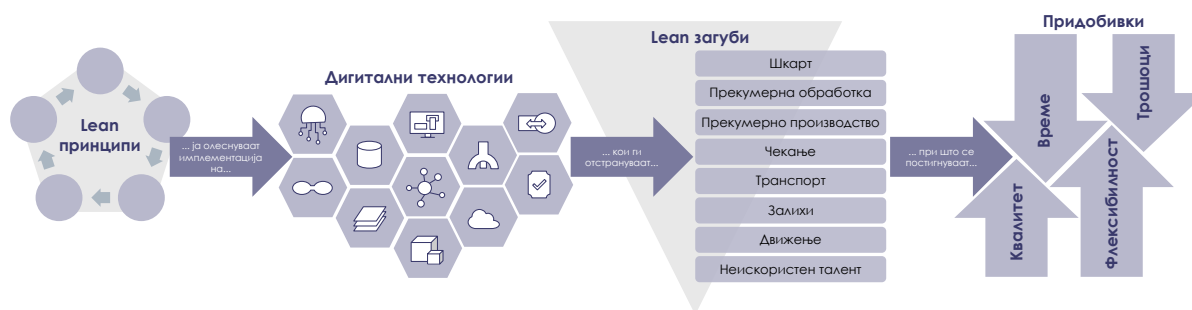 Lean
принципи
... ја олеснуваат
имплементација
на...
Дигитални технологии
... кои ги
отстрануваат...
Lean загуби
Шкарт
Прекумерна обработка
Прекумерно производство
Чекање
Транспорт
Залихи
Движење
Неискористен талент
... при што се
постигнуваат...
Придобивки
Квалитет
Време
Флексибилност
Трошоци